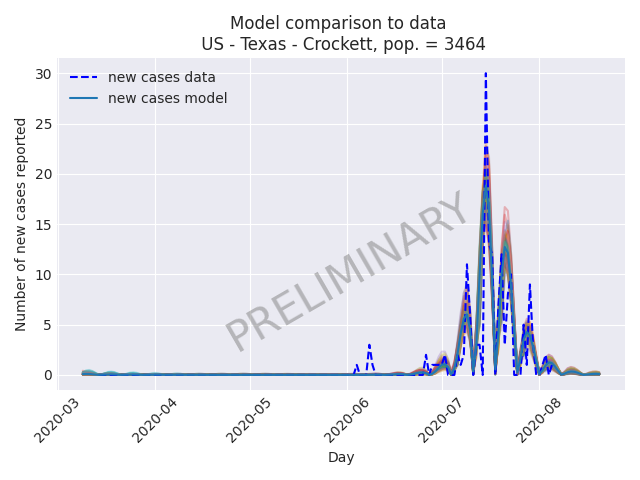 Model comparison to data
US - Texas - Crockett, pop. = 3464
30
25
20
15
10
5
0
Number of new cases reported
new cases data
new cases model
PRELIMINARY
2020-03
2020-04
2020-05
2020-06
2020-07
2020-08
Day